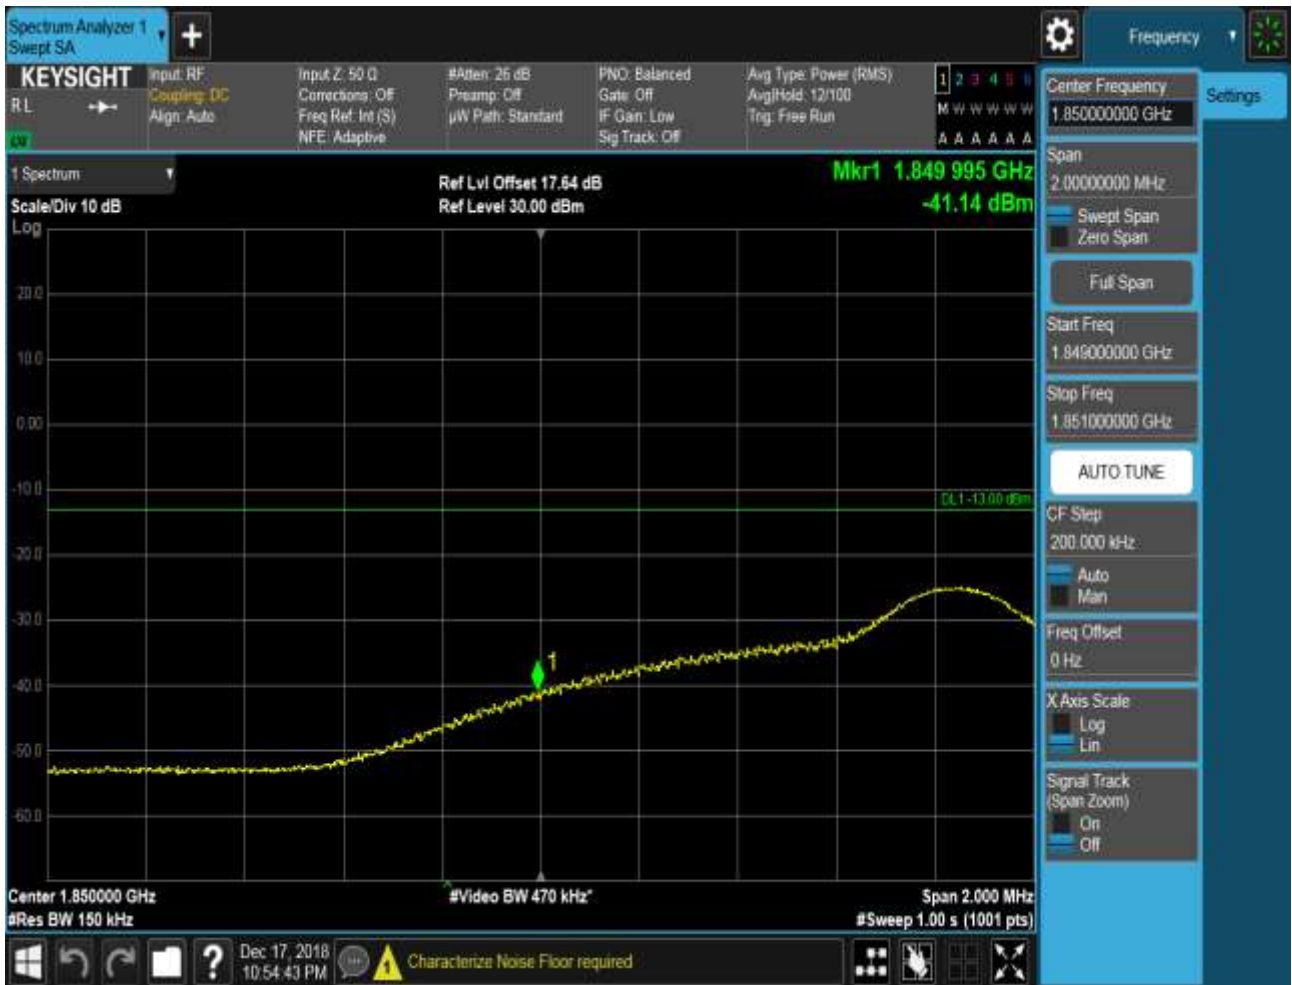 Spectrum Analyzer 1
Swept SA
+
Frequency
KEYSIGHT
RL
Input: RF
Coupling: DC
Align: Auto
Input Z: 50 Ω
Corrections: Off
Freq Ref: Int (S)
NFE: Adaptive
#Atten: 26 dB
Preamp: Off
µW Path: Standard
PNO: Balanced
Gate: Off
IF Gain: Low
Sig Track: Off
Avg Type: Power (RMS)
Avg|Hold: 12/100
Trig: Free Run
1 2 3 4 5 6
M W W W W W
A A A A A A
1 Spectrum
Scale/Div 10 dB
Log
Ref Lvl Offset 17.64 dB
Ref Level 30.00 dBm
Mkr1 1.849 995 GHz
-41.14 dBm
20.0
10.0
0.00
-10.0
DL1 -13.00 dBm
-20.0
-30.0
1
-40.0
-50.0
-60.0
Center 1.850000 GHz
#Video BW 470 kHz*
Span 2.000 MHz
#Res BW 150 kHz
#Sweep 1.00 s (1001 pts)
Dec 17, 2018
10:54:43 PM
?
1
Characterize Noise Floor required
Center Frequency
1.850000000 GHz
Settings
Span
2.00000000 MHz
Swept Span
Zero Span
Full Span
Start Freq
1.849000000 GHz
Stop Freq
1.851000000 GHz
AUTO TUNE
CF Step
200.000 kHz
Auto
Man
Freq Offset
0 Hz
X Axis Scale
Log
Lin
Signal Track
(Span Zoom)
On
Off